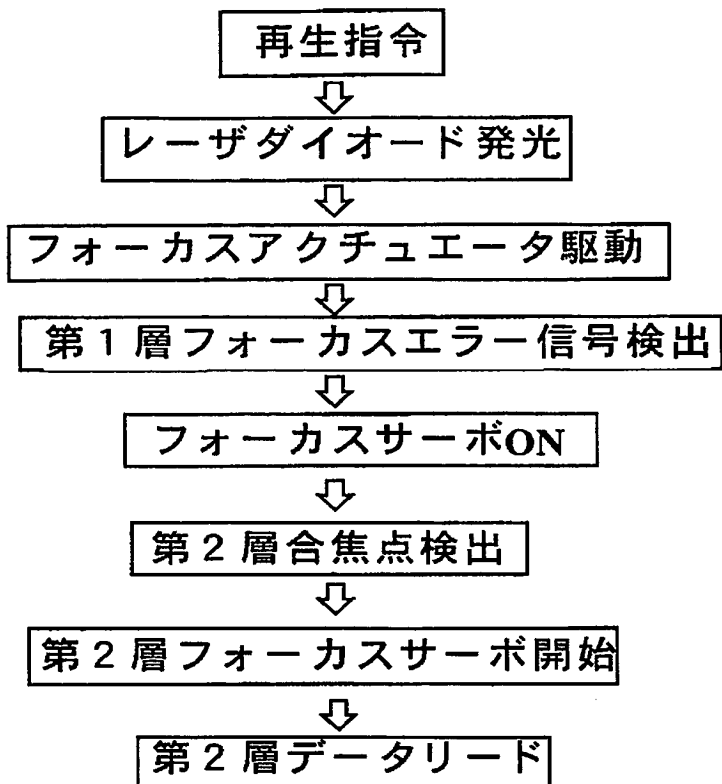 再生指令
レーザダイオード発光
フォーカスアクチュエータ駆動
第1層フォーカスエラー信号検出
フォーカスサーボON
第2層合焦点検出
第2層フォーカスサーボ開始
第2層データリード